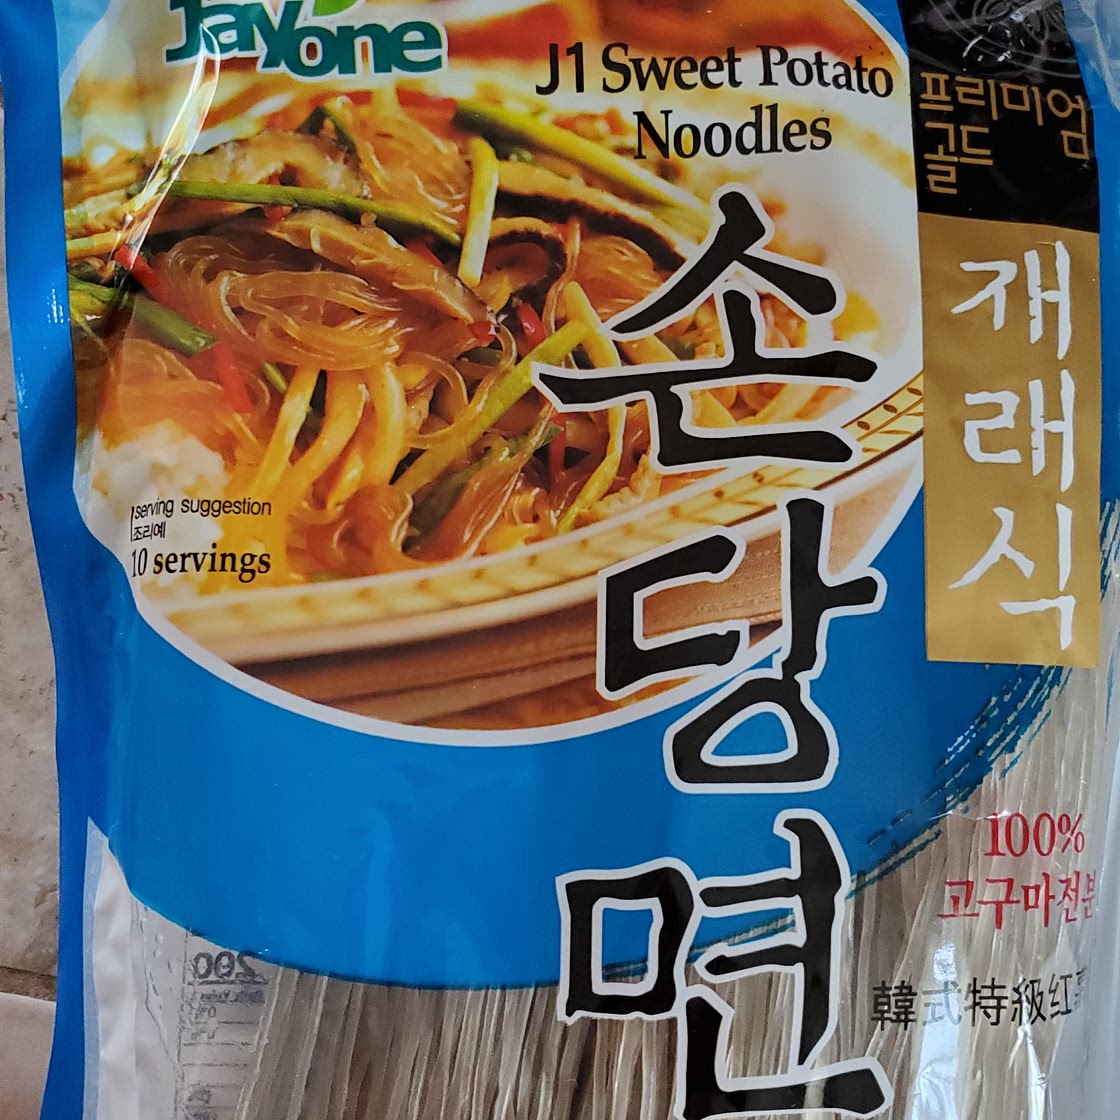 Jayone
J1 Sweet Potato
Noodles
프리미엄
골드
재래식
손당면
serving suggestion
조리예
10 servings
100%
고구마전분
韓式特級红